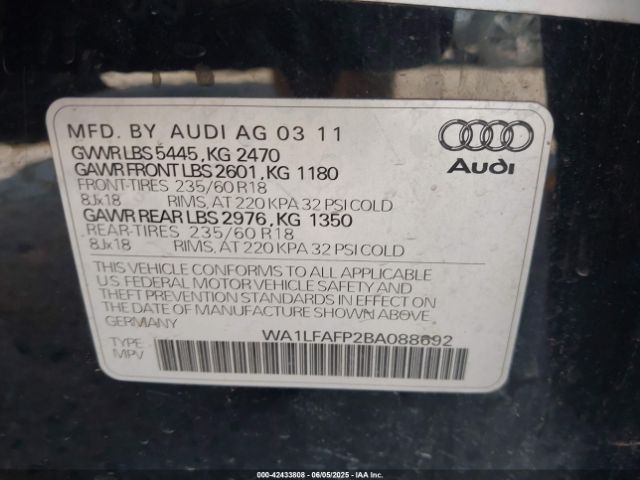 MFD. BY AUDI AG 03 11
GVWR LBS 5445, KG 2470
GAWR FRONT LBS 2601, KG 1180
FRONT-TIRES 235/60 R18
8Jx18 RIMS, AT 220 KPA 32 PSI COLD
GAWR REAR LBS 2976, KG 1350
REAR-TIRES 235/60 R18
8Jx18 RIMS, AT 220 KPA 32 PSI COLD
Audi
THIS VEHICLE CONFORMS TO ALL APPLICABLE
U.S. FEDERAL MOTOR VEHICLE SAFETY AND
THEFT PREVENTION STANDARDS IN EFFECT ON
THE DATE OF MANUFACTURE SHOWN ABOVE
GERMANY
TYPE: WA1LFAFP2BA088692
MPV
000-42433808 - 06/05/2025 - IAAI.com